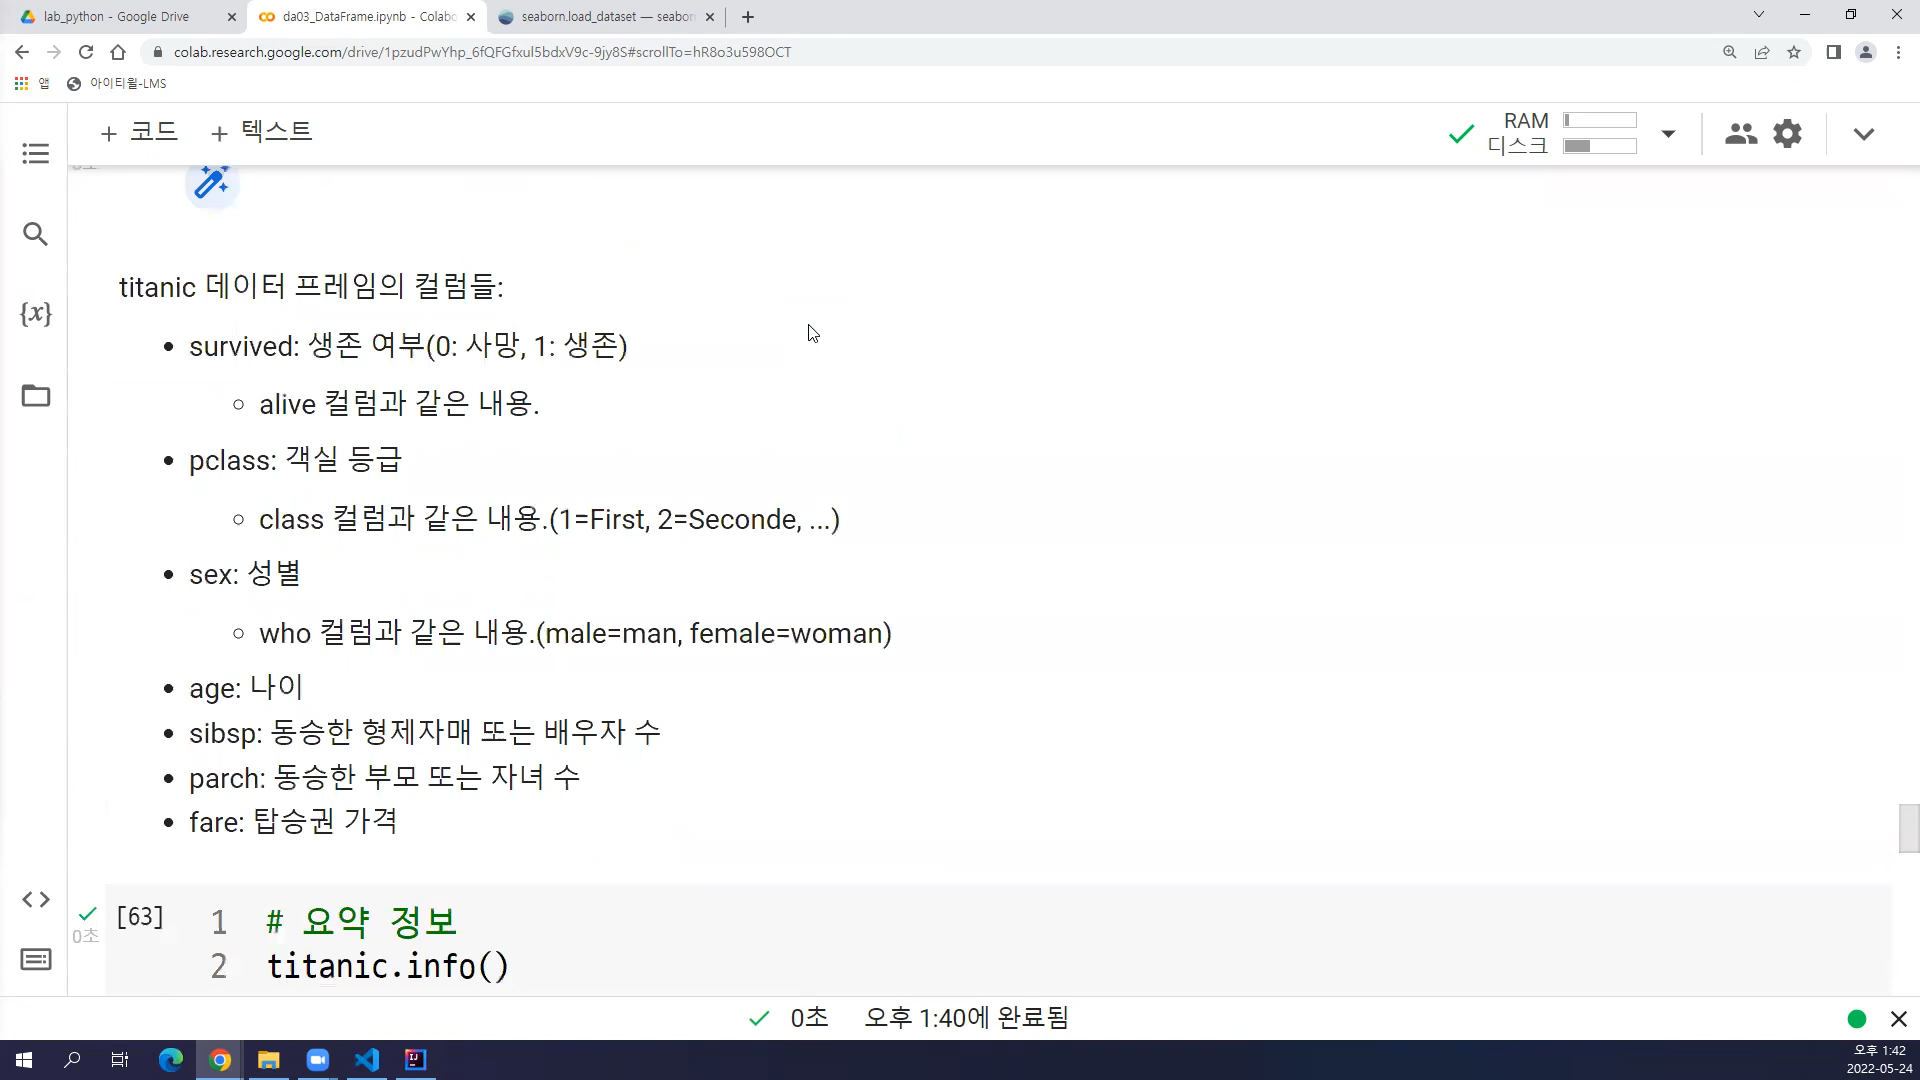 lab_python - Google Drive
da03_DataFrame.ipynb - Colabo
seaborn.load_dataset — seabor
colab.research.google.com/drive/1pzudPwYhp_6fQFGfxul5bdxV9c-9jy8S#scrollTo=hR8o3u598OCT
앱
아이티윌-LMS
+ 코드 + 텍스트
RAM
디스크
{x}
titanic 데이터 프레임의 컬럼들:
• survived: 생존 여부(0: 사망, 1: 생존)
○ alive 컬럼과 같은 내용.
• pclass: 객실 등급
○ class 컬럼과 같은 내용.(1=First, 2=Seconde, ...)
• sex: 성별
○ who 컬럼과 같은 내용.(male=man, female=woman)
• age: 나이
• sibsp: 동승한 형제자매 또는 배우자 수
• parch: 동승한 부모 또는 자녀 수
• fare: 탑승권 가격
[63] 1 # 요약 정보
0초
2 titanic.info()
0초 오후 1:40에 완료됨
오후 1:42
2022-05-24